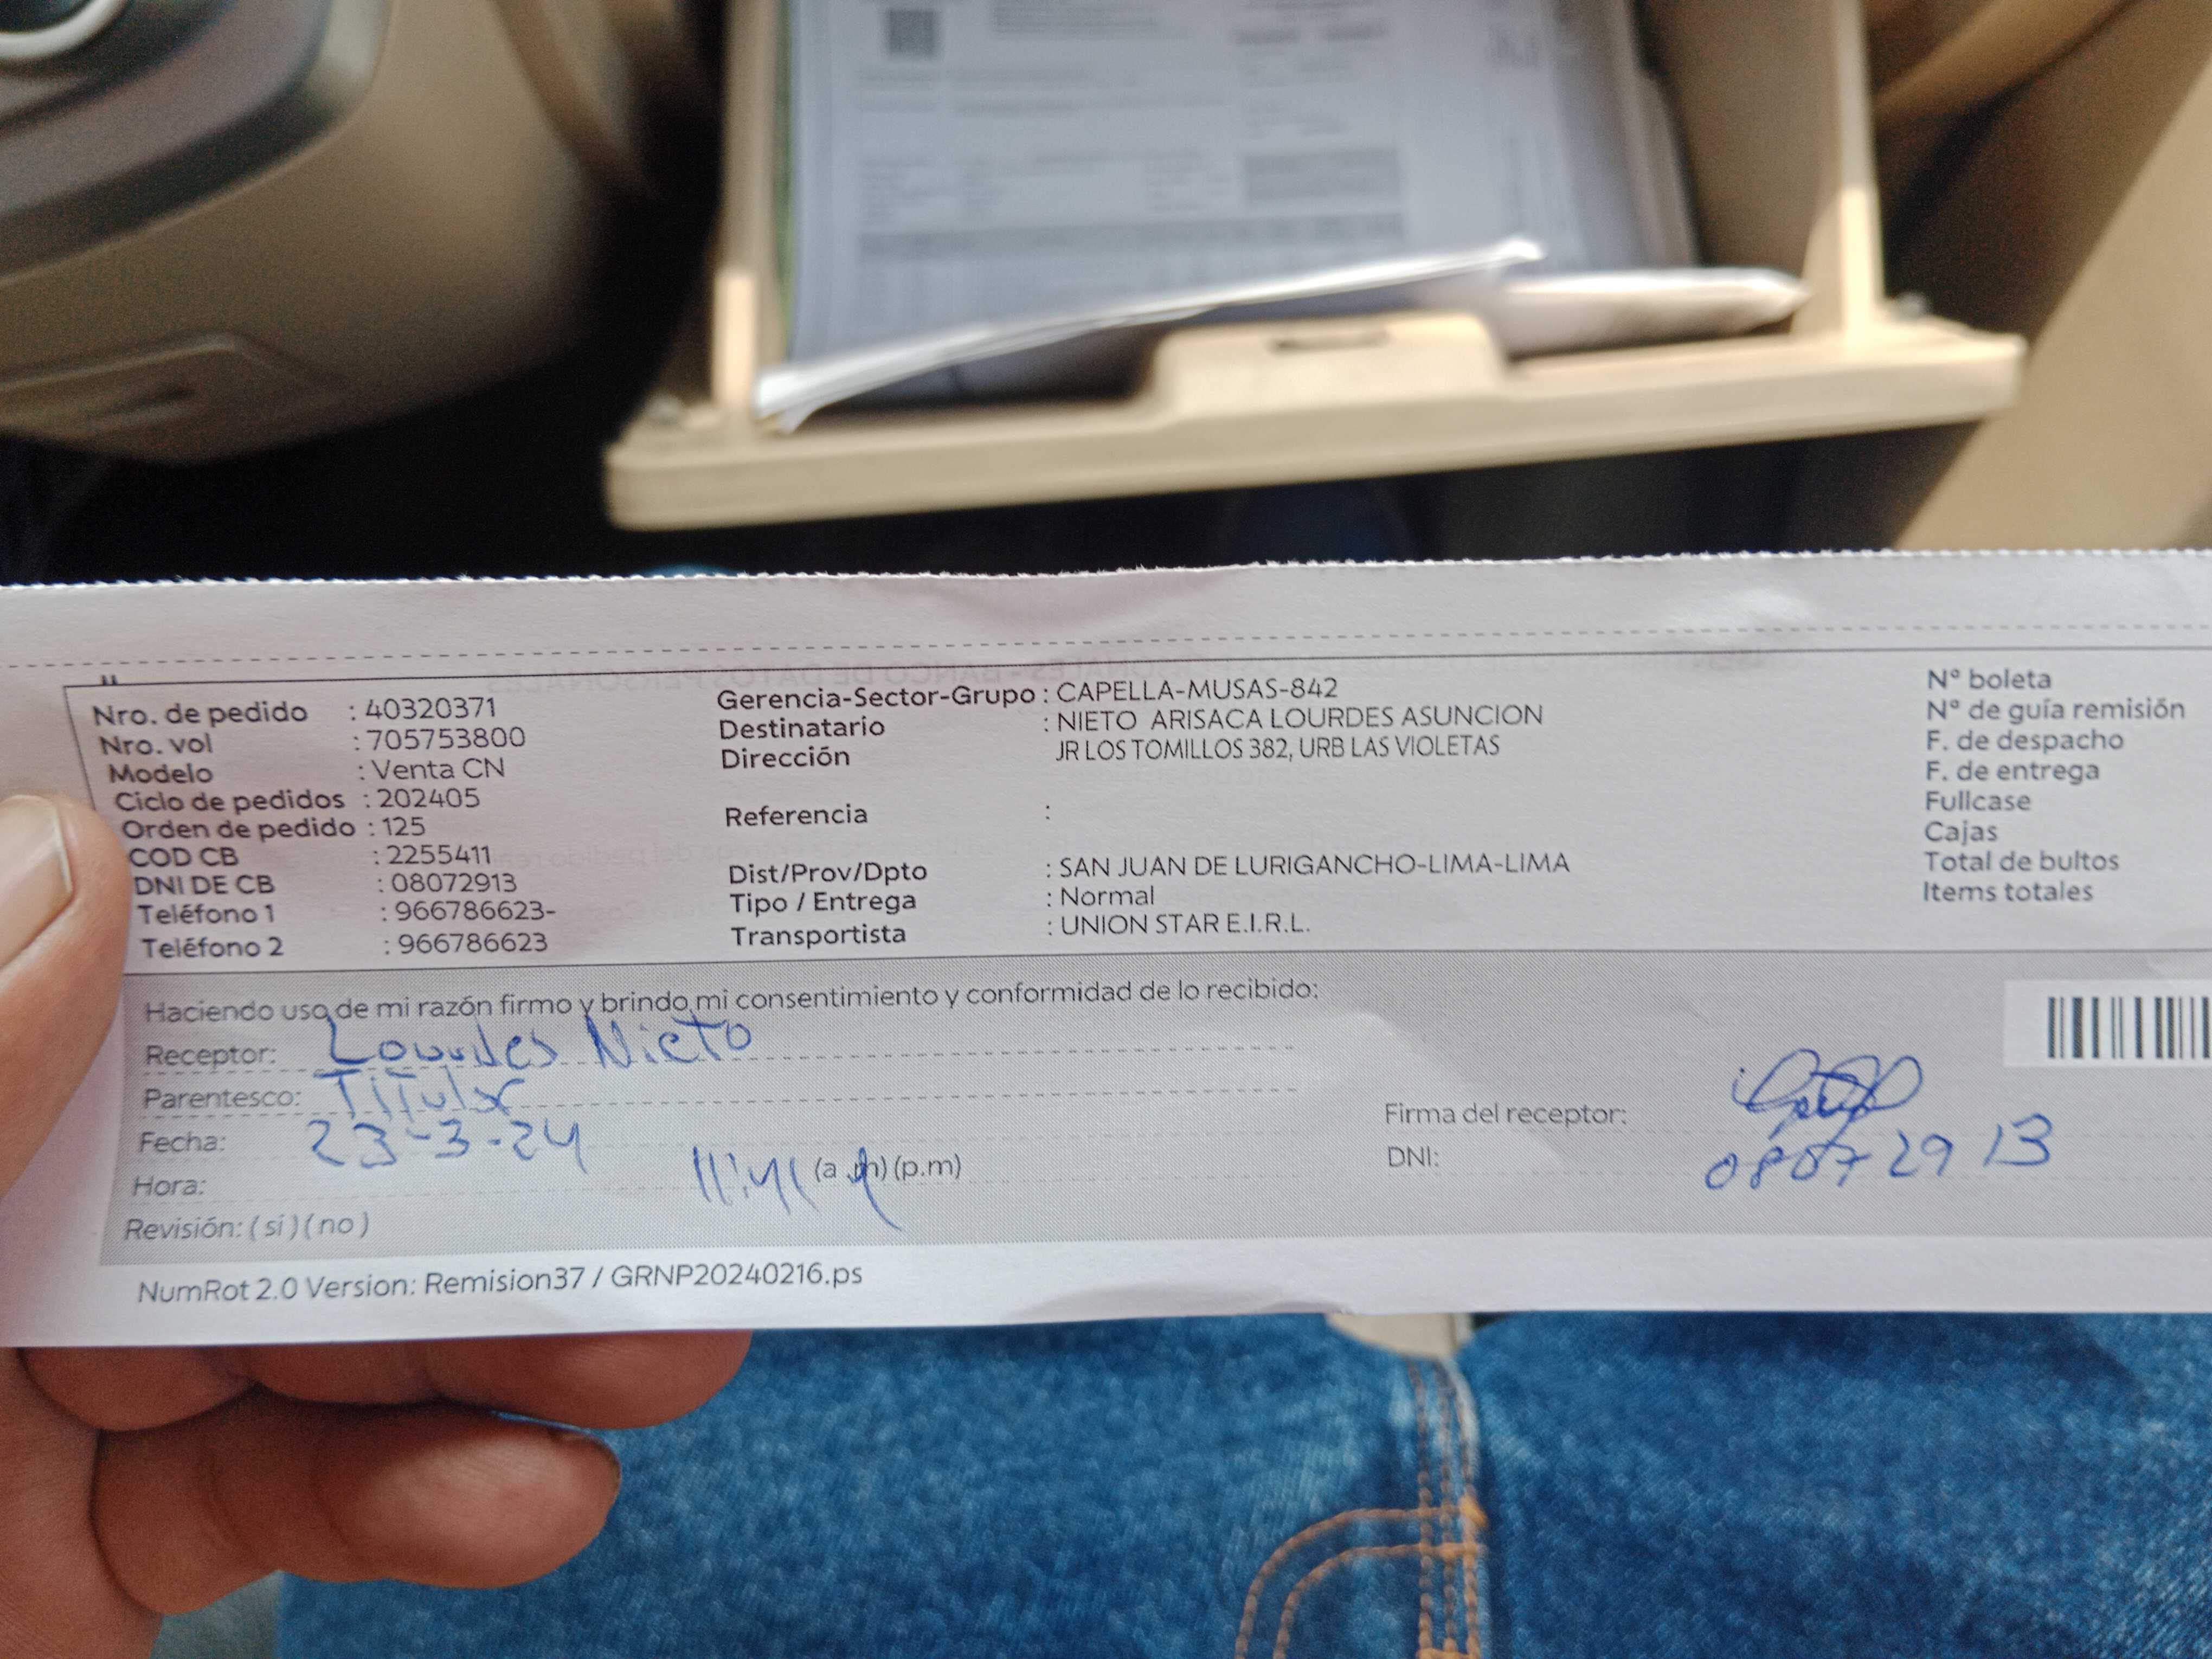 Nro. de pedido : 40320371
Nro. vol : 705753800
Modelo : Venta CN
Ciclo de pedidos : 202405
Orden de pedido : 125
COD CB : 2255411
DNI DE CB : 08072913
Teléfono 1 : 966786623-
Teléfono 2 : 966786623
Gerencia-Sector-Grupo : CAPELLA-MUSAS-842
Destinatario : NIETO ARISACA LOURDES ASUNCION
Dirección JR LOS TOMILLOS 382, URB LAS VIOLETAS
Referencia :
Dist/Prov/Dpto : SAN JUAN DE LURIGANCHO-LIMA-LIMA
Tipo / Entrega : Normal
Transportista : UNION STAR E.I.R.L.
N° boleta
N° de guía remisión
F. de despacho
F. de entrega
Fullcase
Cajas
Total de bultos
Items totales
Haciendo uso de mi razón firmo y brindo mi consentimiento y conformidad de lo recibido:
Receptor: Lourdes Nieto
Parentesco: Titular
Fecha: 23-3-24
Hora: (a.m) (p.m)
Revisión: (si) (no)
Firma del receptor:
DNI: 08072913
NumRot 2.0 Version: Remision37 / GRNP20240216.ps